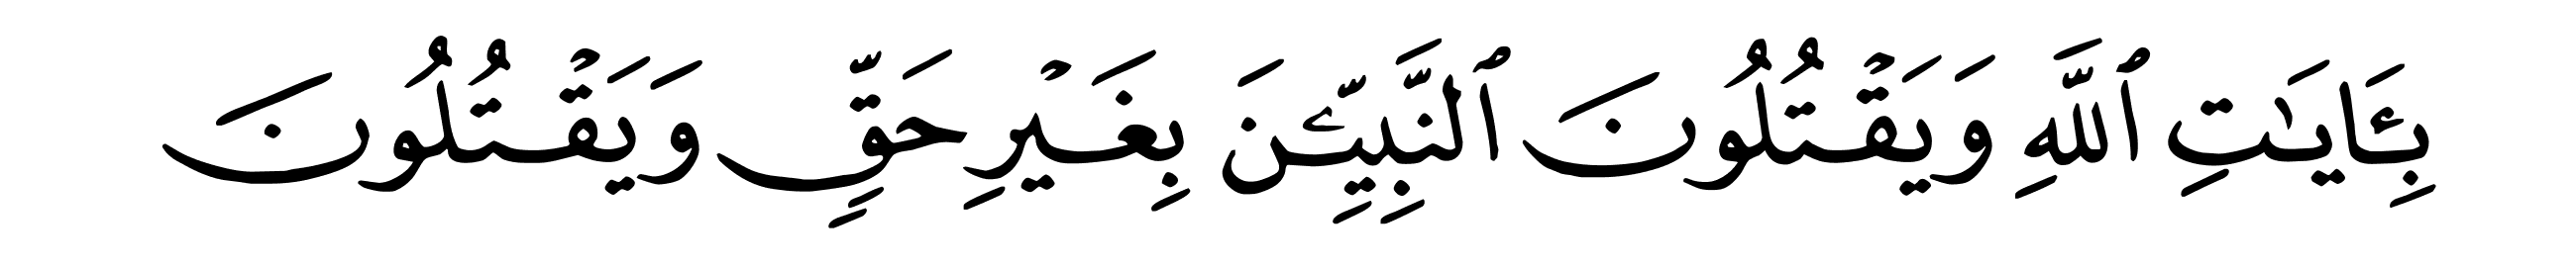 بِـَٔايَـٰتِ ٱللَّهِ وَيَقْتُلُونَ ٱلنَّبِيِّـۧنَ بِغَيْرِ حَقٍّ وَيَقْتُلُونَ